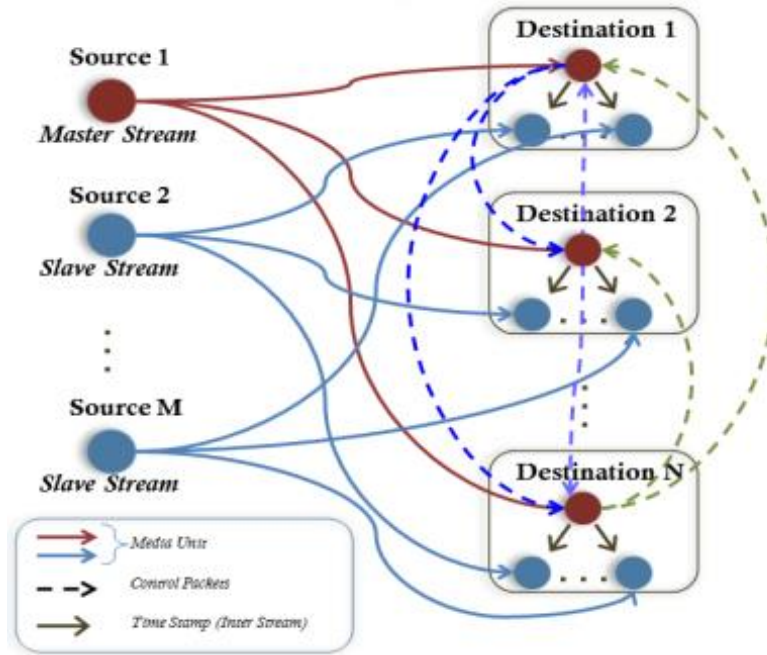 Source 1
Master Stream
Source 2
Slave Stream
Source M
Slave Stream
Destination 1
Destination 2
Destination N
Media Unit
Control Packets
Time Stamp (Inter Stream)